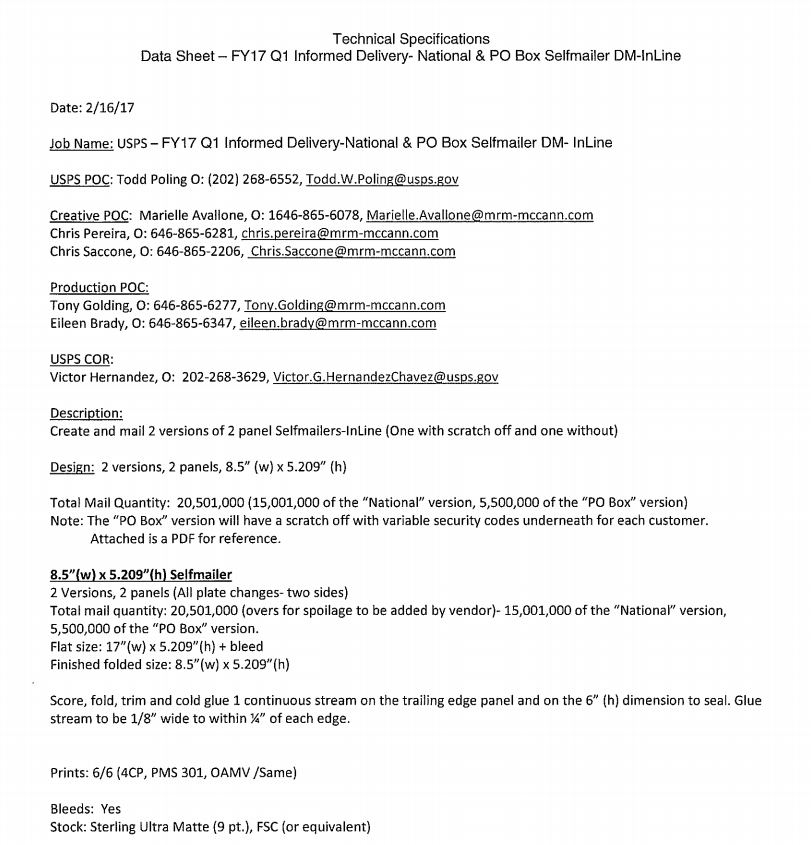 Technical Specifications
Data Sheet – FY17 Q1 Informed Delivery- National & PO Box Selfmailer DM-InLine
Date: 2/16/17
Job Name: USPS – FY17 Q1 Informed Delivery-National & PO Box Selfmailer DM- InLine
USPS POC: Todd Poling O: (202) 268-6552, Todd.W.Poling@usps.gov
Creative POC: Marielle Avallone, O: 1646-865-6078, Marielle.Avallone@mrm-mccann.com
Chris Pereira, O: 646-865-6281, chris.pereira@mrm-mccann.com
Chris Saccone, O: 646-865-2206, Chris.Saccone@mrm-mccann.com
Production POC:
Tony Golding, O: 646-865-6277, Tony.Golding@mrm-mccann.com
Eileen Brady, O: 646-865-6347, eileen.brady@mrm-mccann.com
USPS COR:
Victor Hernandez, O: 202-268-3629, Victor.G.HernandezChavez@usps.gov
Description:
Create and mail 2 versions of 2 panel Selfmailers-InLine (One with scratch off and one without)
Design: 2 versions, 2 panels, 8.5” (w) x 5.209” (h)
Total Mail Quantity: 20,501,000 (15,001,000 of the “National” version, 5,500,000 of the “PO Box” version)
Note: The “PO Box” version will have a scratch off with variable security codes underneath for each customer.
Attached is a PDF for reference.
8.5”(w) x 5.209”(h) Selfmailer
2 Versions, 2 panels (All plate changes- two sides)
Total mail quantity: 20,501,000 (overs for spoilage to be added by vendor)- 15,001,000 of the “National” version,
5,500,000 of the “PO Box” version.
Flat size: 17”(w) x 5.209”(h) + bleed
Finished folded size: 8.5”(w) x 5.209”(h)
Score, fold, trim and cold glue 1 continuous stream on the trailing edge panel and on the 6” (h) dimension to seal. Glue
stream to be 1/8” wide to within ¼” of each edge.
Prints: 6/6 (4CP, PMS 301, OAMV /Same)
Bleeds: Yes
Stock: Sterling Ultra Matte (9 pt.), FSC (or equivalent)